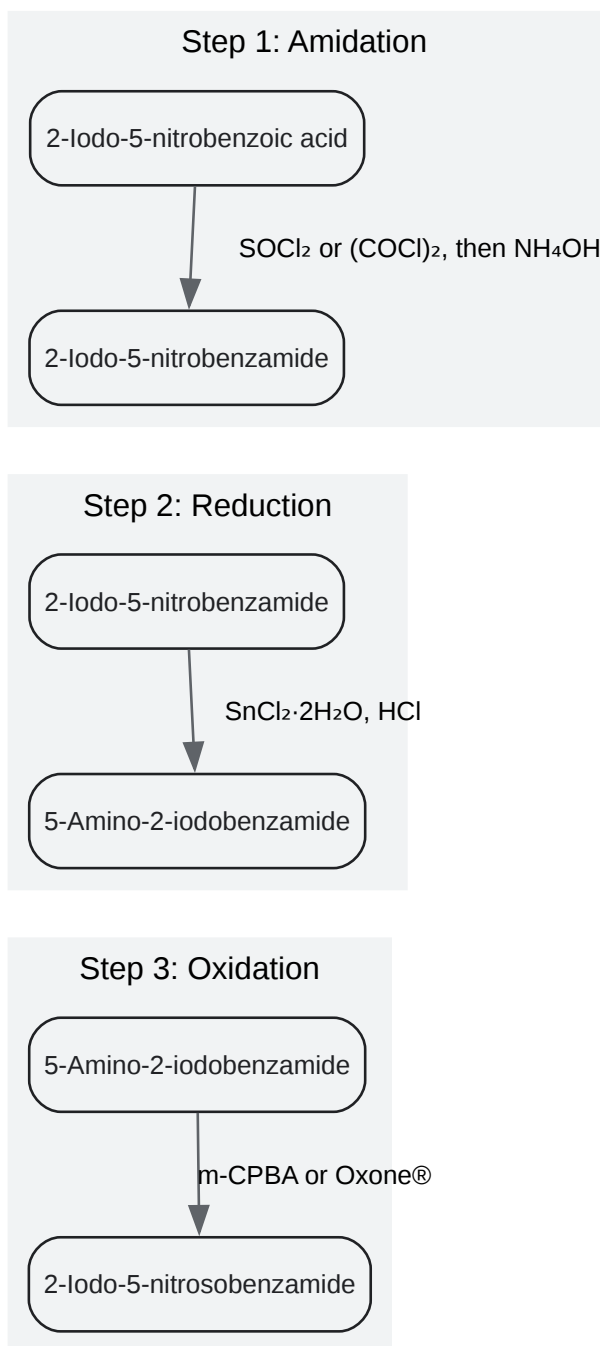 Step 1: Amidation
2-Iodo-5-nitrobenzoic acid
SOCl₂ or (COCl)₂, then NH₄OH
2-Iodo-5-nitrobenzamide
Step 2: Reduction
2-Iodo-5-nitrobenzamide
SnCl₂·2H₂O, HCl
5-Amino-2-iodobenzamide
Step 3: Oxidation
5-Amino-2-iodobenzamide
m-CPBA or Oxone®
2-Iodo-5-nitrosobenzamide